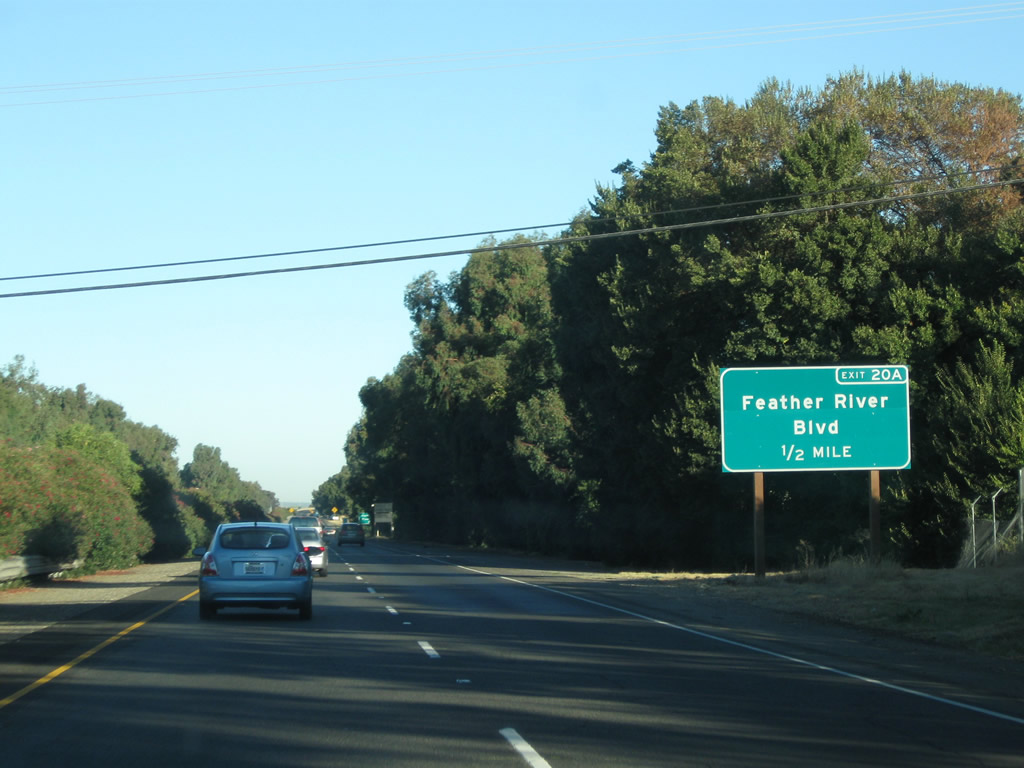 EXIT 20A
Feather River
Blvd
1/2 MILE